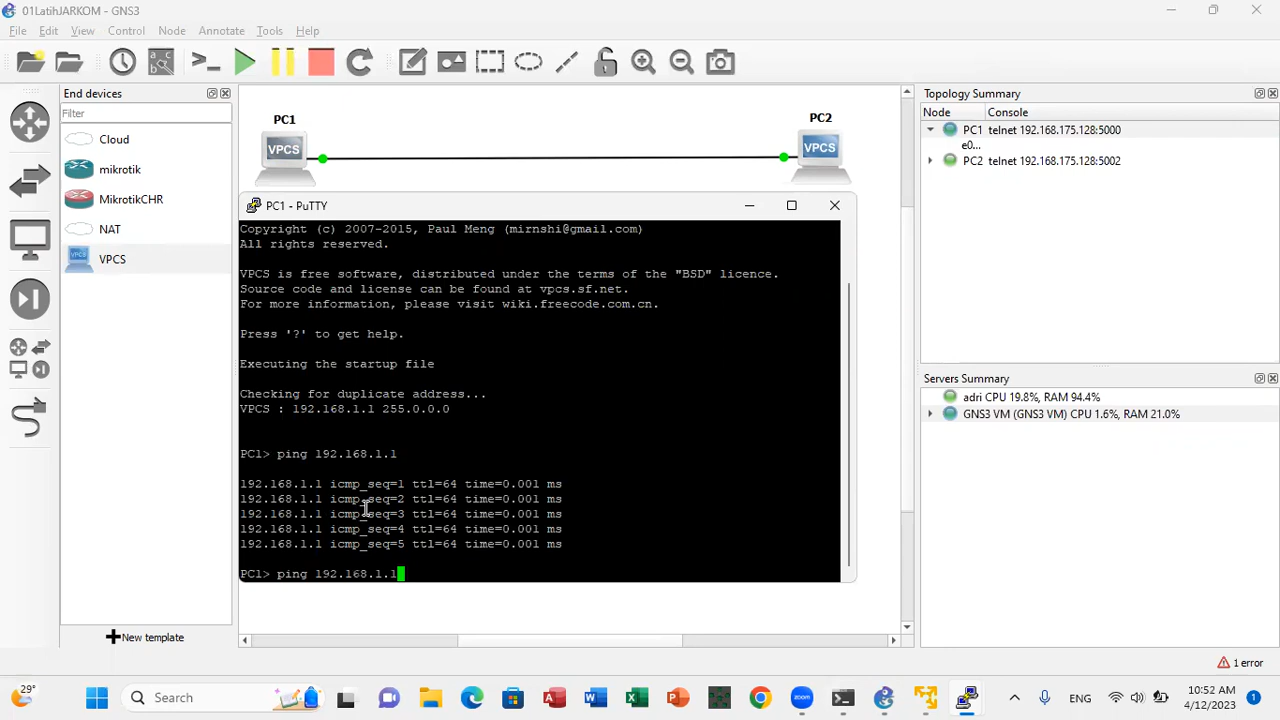 01LatihJARKOM - GNS3
File Edit View Control Node Annotate Tools Help
End devices
Filter
Cloud
mikrotik
MikrotikCHR
NAT
VPCS
New template
PC1
VPCS
PC2
VPCS
PC1 - PuTTY
Copyright (c) 2007-2015, Paul Meng (mirnshi@gmail.com)
All rights reserved.
VPCS is free software, distributed under the terms of the "BSD" licence.
Source code and license can be found at vpcs.sf.net.
For more information, please visit wiki.freecode.com.cn.
Press '?' to get help.
Executing the startup file
Checking for duplicate address...
VPCS : 192.168.1.1 255.0.0.0
PC1> ping 192.168.1.1
192.168.1.1 icmp_seq=1 ttl=64 time=0.001 ms
192.168.1.1 icmp_seq=2 ttl=64 time=0.001 ms
192.168.1.1 icmp_seq=3 ttl=64 time=0.001 ms
192.168.1.1 icmp_seq=4 ttl=64 time=0.001 ms
192.168.1.1 icmp_seq=5 ttl=64 time=0.001 ms
PC1> ping 192.168.1.1
Topology Summary
Node Console
PC1 telnet 192.168.175.128:5000
e0...
PC2 telnet 192.168.175.128:5002
Servers Summary
adri CPU 19.8%, RAM 94.4%
GNS3 VM (GNS3 VM) CPU 1.6%, RAM 21.0%
1 error
29°
Search
ENG
10:52 AM
4/12/2023